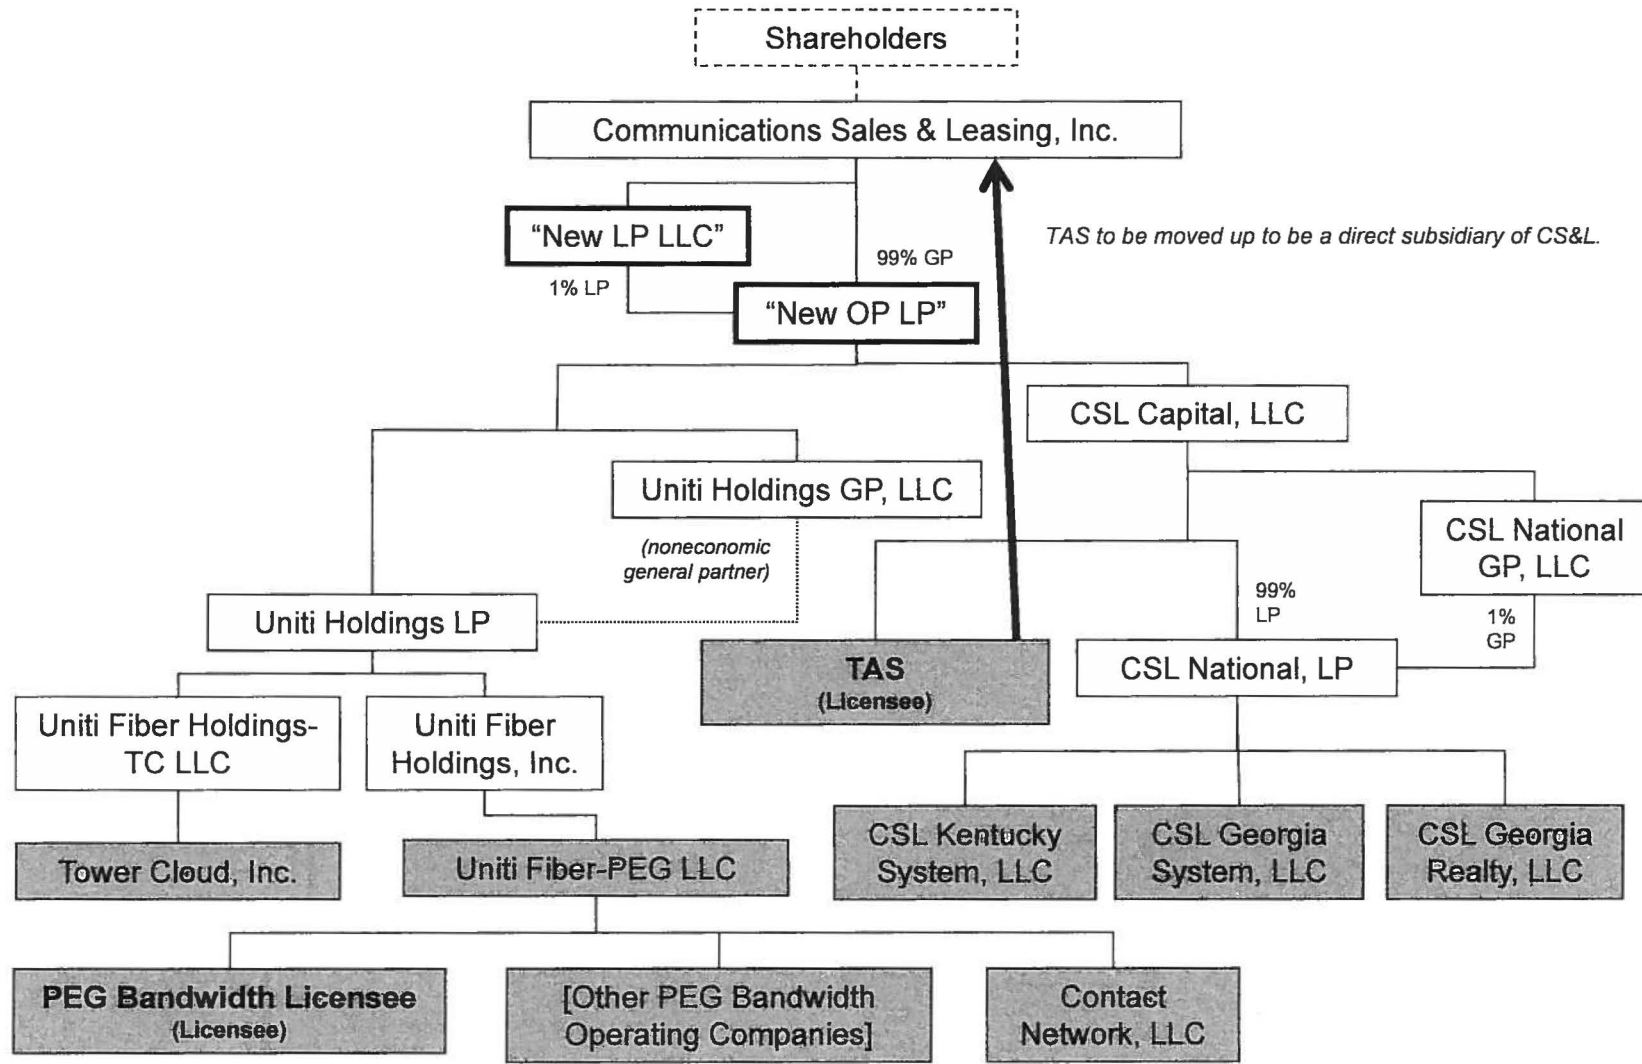 Shareholders
Communications Sales & Leasing, Inc.
“New LP LLC”
99% GP
TAS to be moved up to be a direct subsidiary of CS&L.
1% LP
“New OP LP”
CSL Capital, LLC
Uniti Holdings GP, LLC
(noneconomic
general partner)
CSL National
GP, LLC
Uniti Holdings LP
99%
LP
1%
GP
TAS
(Licensee)
CSL National, LP
Uniti Fiber Holdings-
TC LLC
Uniti Fiber
Holdings, Inc.
Tower Cloud, Inc.
Uniti Fiber-PEG LLC
CSL Kentucky
System, LLC
CSL Georgia
System, LLC
CSL Georgia
Realty, LLC
PEG Bandwidth Licensee
(Licensee)
[Other PEG Bandwidth
Operating Companies]
Contact
Network, LLC